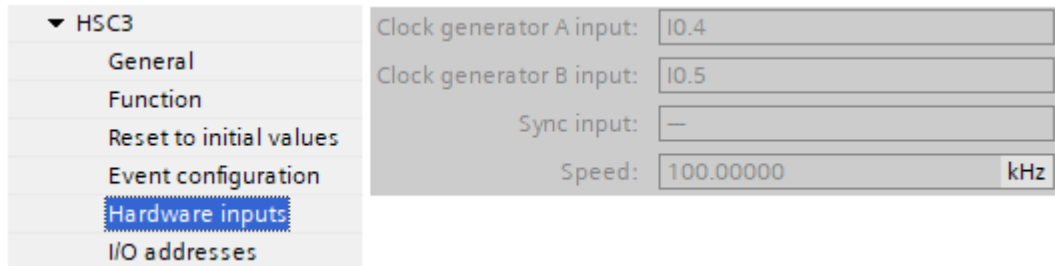 HSC3
General
Function
Reset to initial values
Event configuration
Hardware inputs
I/O addresses
Clock generator A input: I0.4
Clock generator B input: I0.5
Sync input: —
Speed: 100.00000 kHz